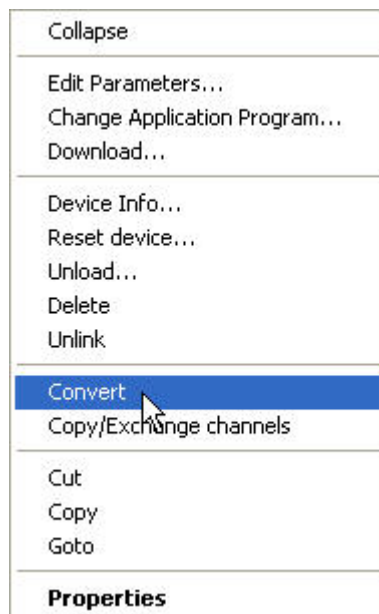 Collapse
Edit Parameters...
Change Application Program...
Download...
Device Info...
Reset device...
Unload...
Delete
Unlink
Convert
Copy/Exchange channels
Cut
Copy
Goto
Properties